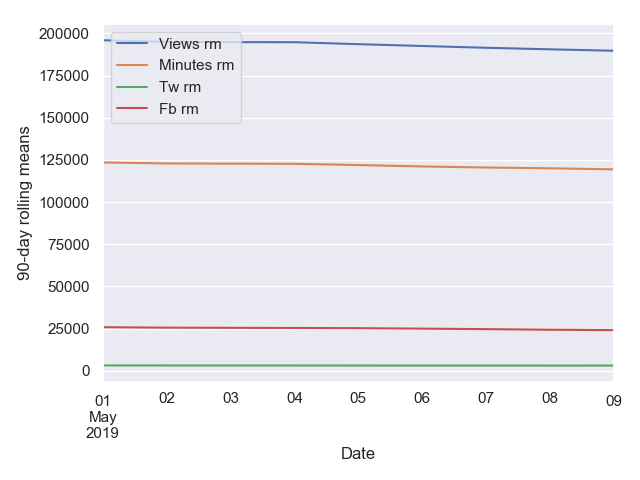 200000
175000
150000
125000
100000
75000
50000
25000
0
90-day rolling means
Views rm
Minutes rm
Tw rm
Fb rm
01 02 03 04 05 06 07 08 09
May
2019
Date